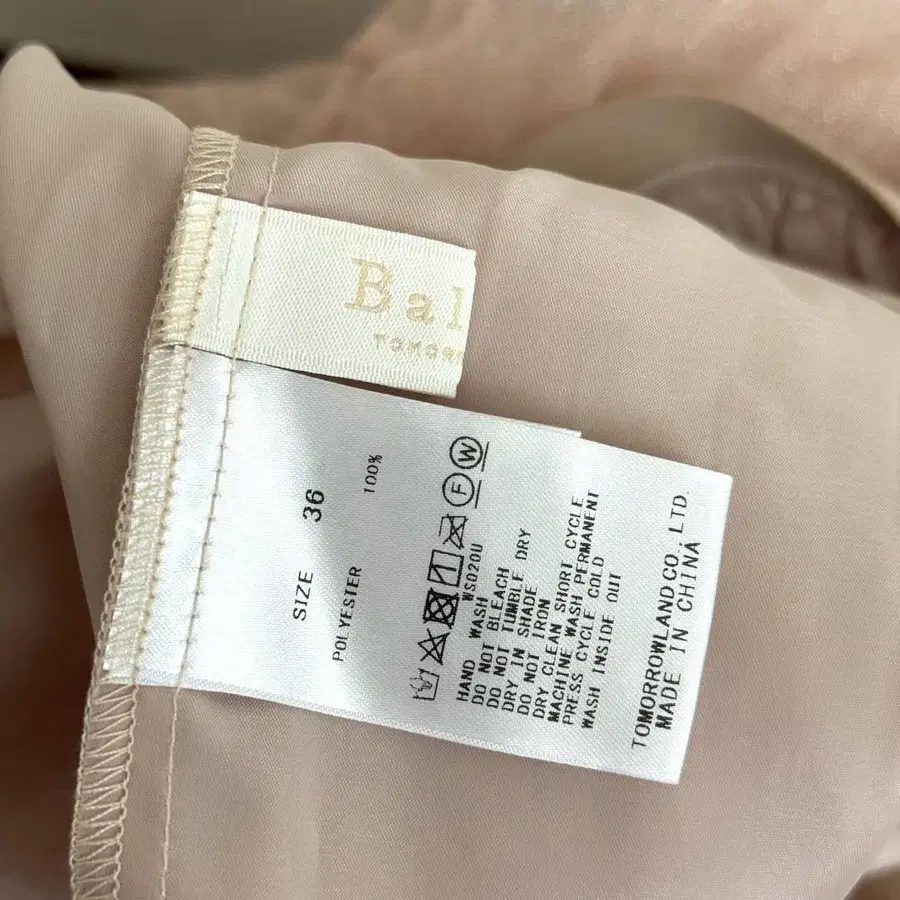 Bal
TOMOR
SIZE 36
POLYESTER 100%
W
F
WS020U
HAND WASH
DO NOT BLEACH
DO NOT TUMBLE DRY
DRY IN SHADE
DO NOT IRON
DRY CLEAN SHORT CYCLE
MACHINE WASH PERMANENT
PRESS CYCLE COLD
WASH INSIDE OUT
TOMORROWLAND CO., LTD.
MADE IN CHINA